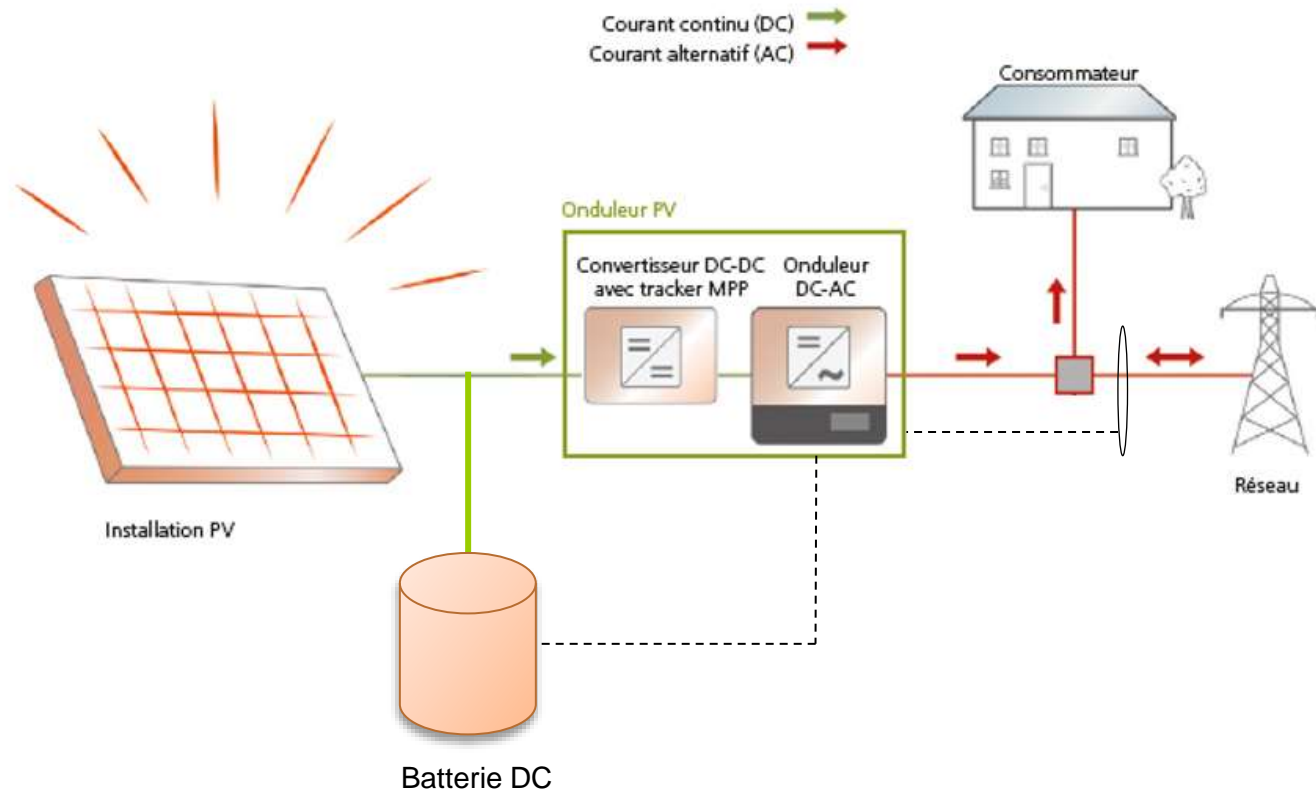 Courant continu (DC)
Courant alternatif (AC)
Consommateur
Onduleur PV
Convertisseur DC-DC
avec tracker MPP
Onduleur
DC-AC
Réseau
Installation PV
Batterie DC